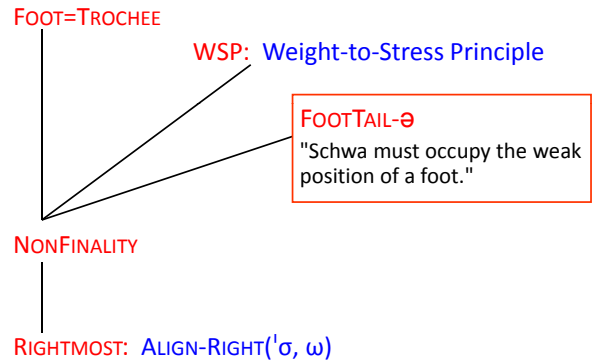 FOOT=TROCHEE
WSP: Weight-to-Stress Principle
FOOTTAIL-ə
"Schwa must occupy the weak
position of a foot."
NONFINALITY
RIGHTMOST: ALIGN-RIGHT(ˈσ, ω)